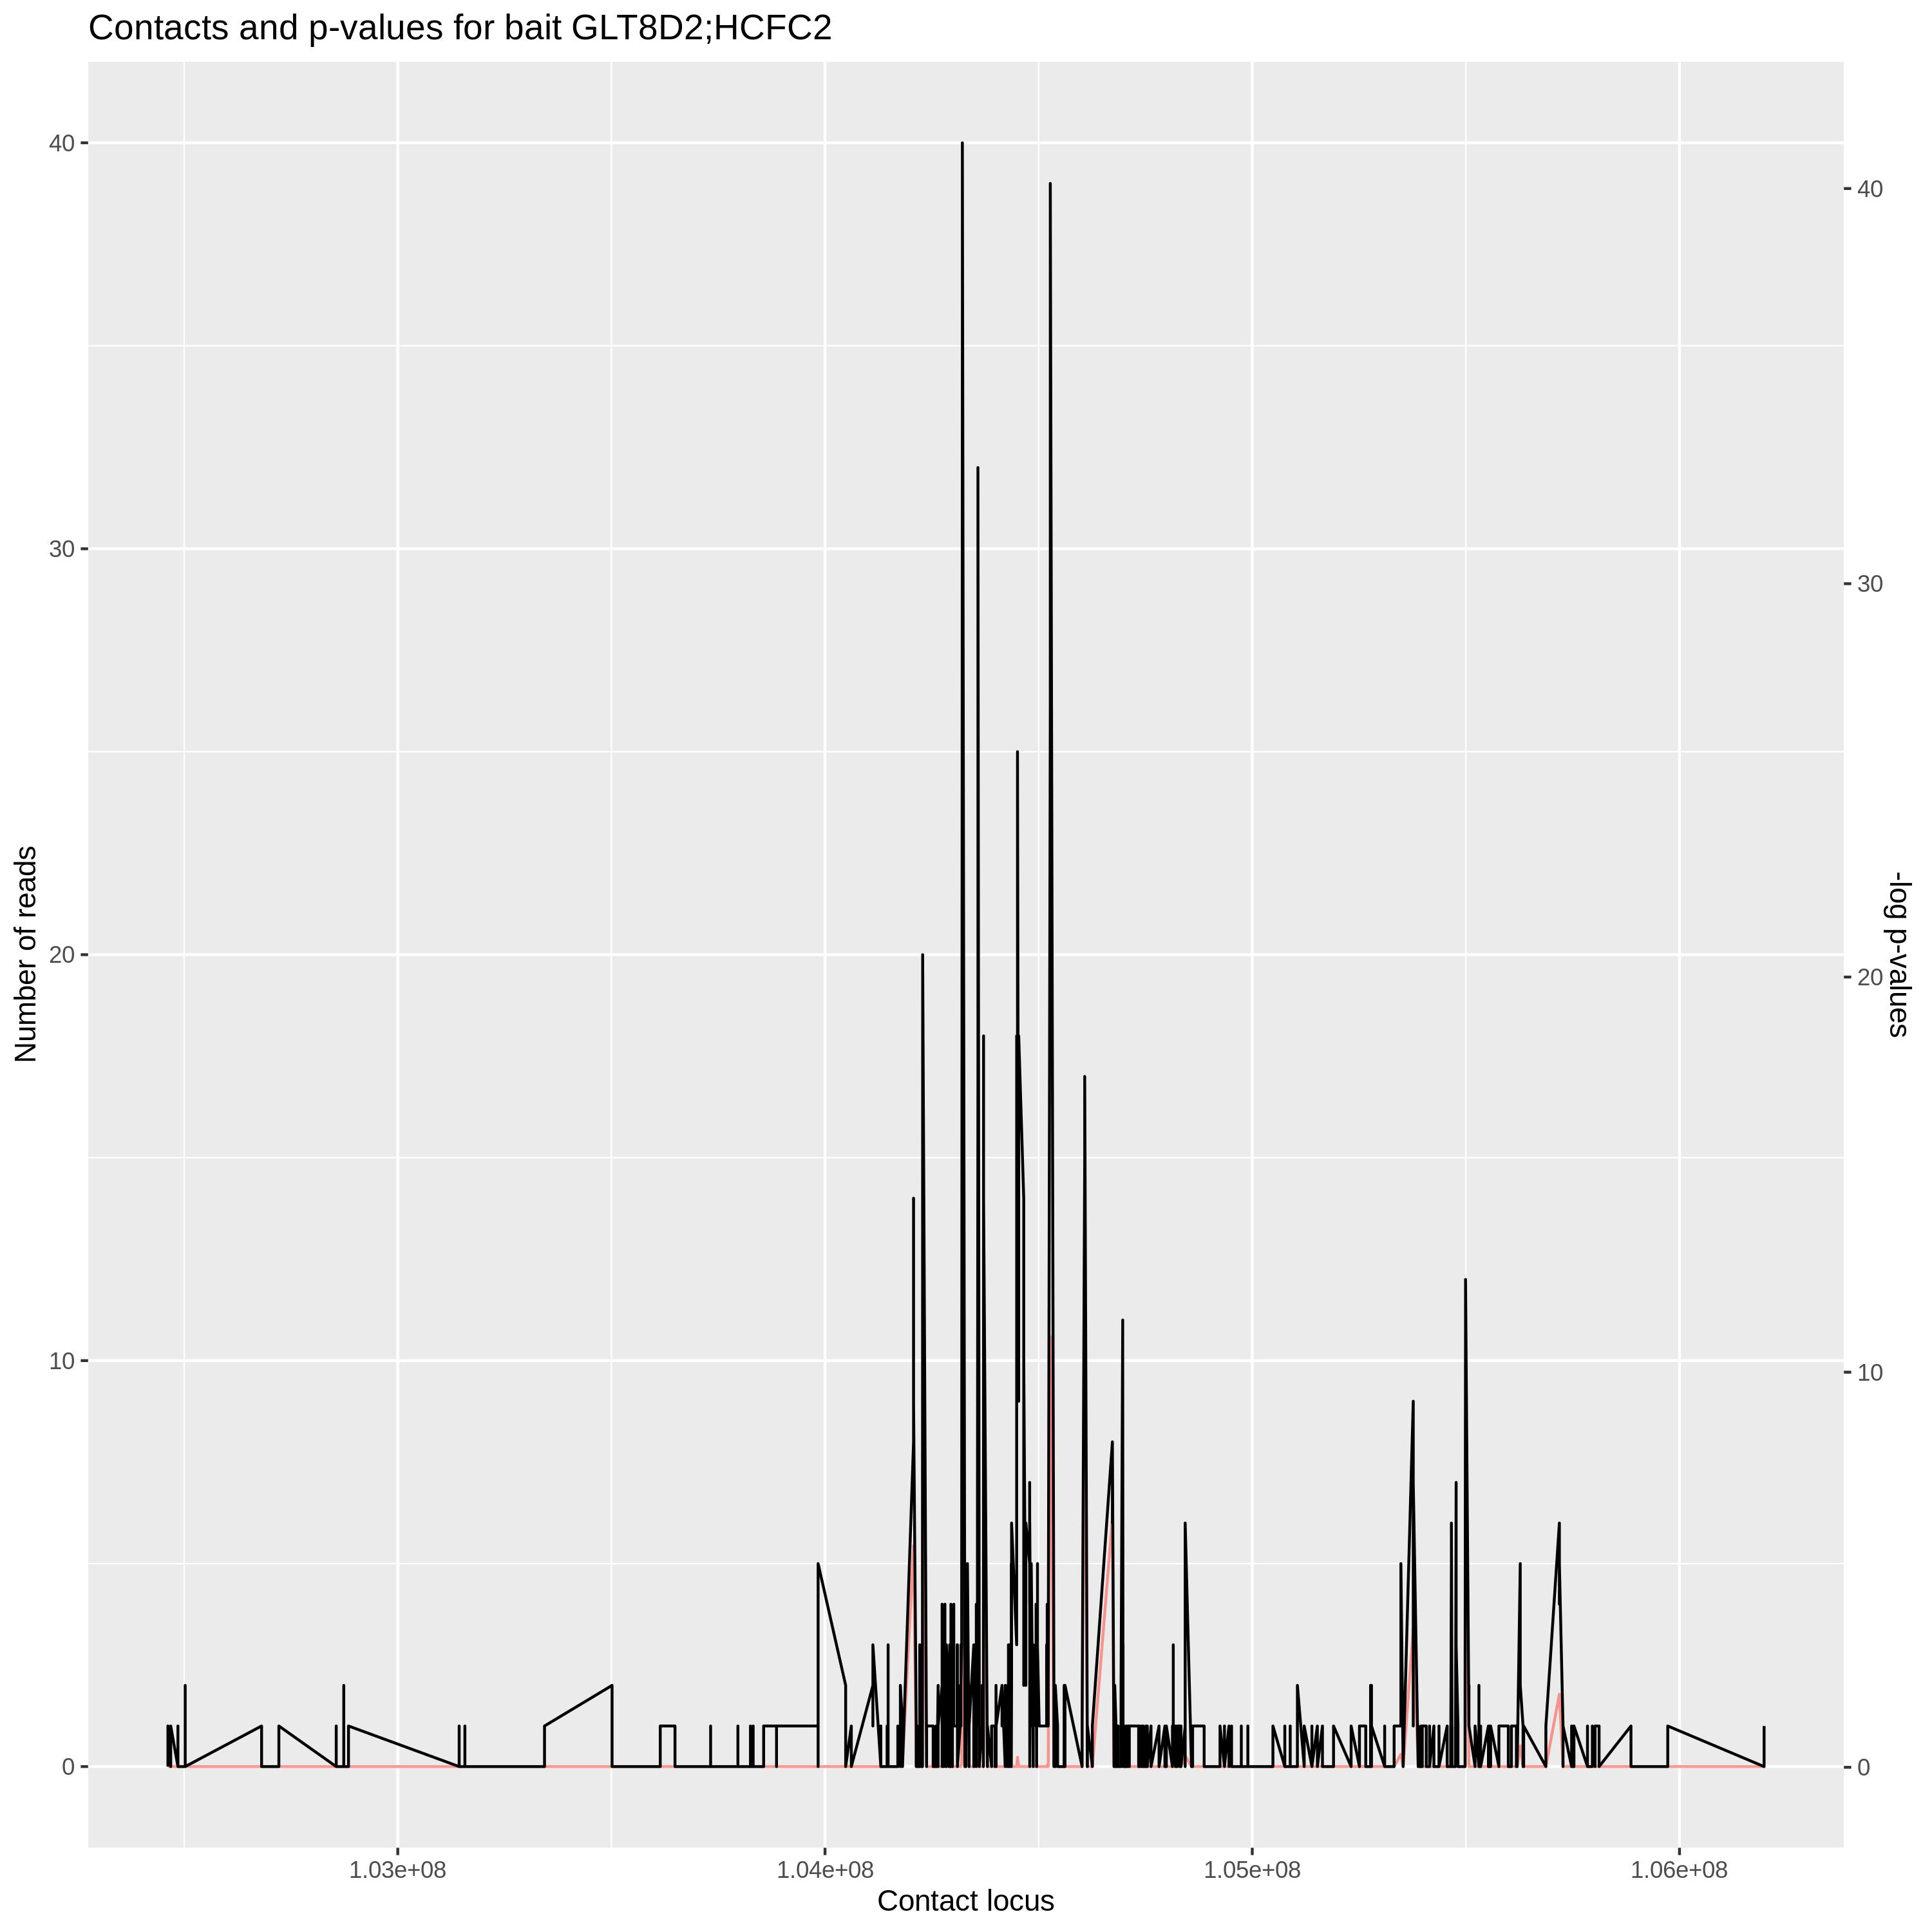 Contacts and p-values for bait GLT8D2;HCFC2
40
30
20
10
0
Number of reads
40
30
20
10
0
-log p-values
1.03e+08
1.04e+08
1.05e+08
1.06e+08
Contact locus